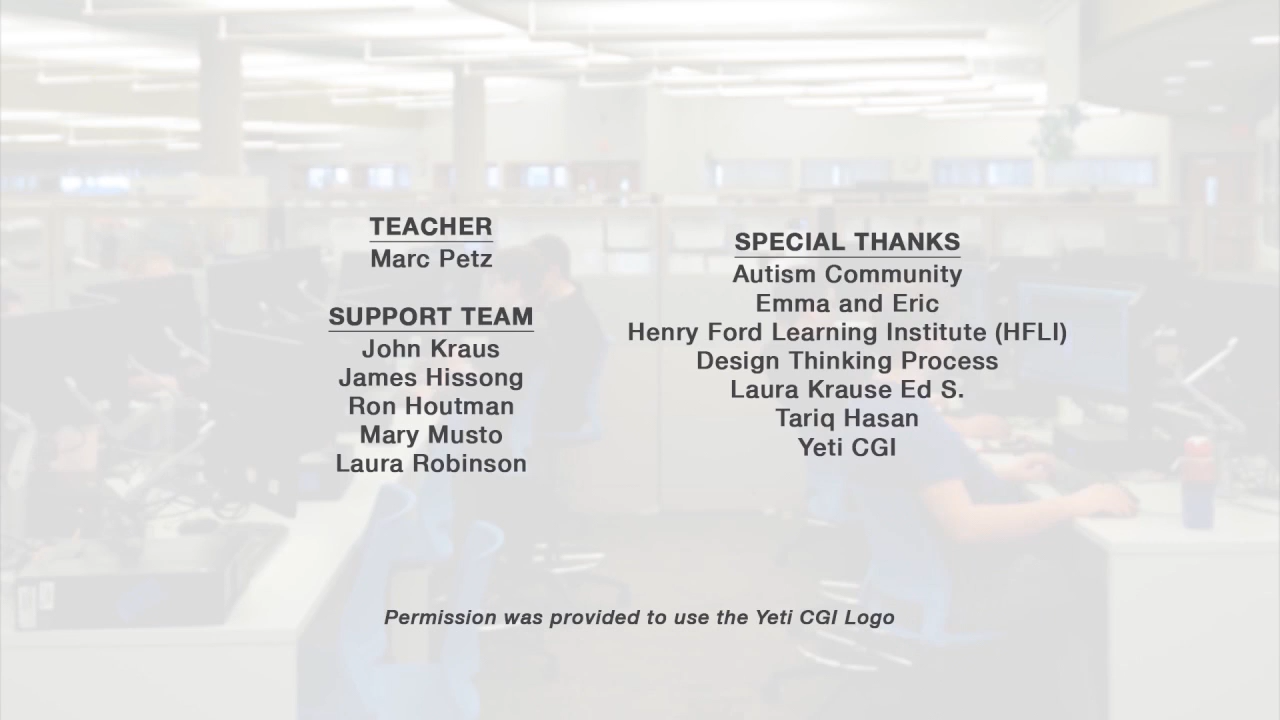 TEACHER
Marc Petz
SUPPORT TEAM
John Kraus
James Hissong
Ron Houtman
Mary Musto
Laura Robinson
SPECIAL THANKS
Autism Community
Emma and Eric
Henry Ford Learning Institute (HFLI)
Design Thinking Process
Laura Krause Ed S.
Tariq Hasan
Yeti CGI
Permission was provided to use the Yeti CGI Logo